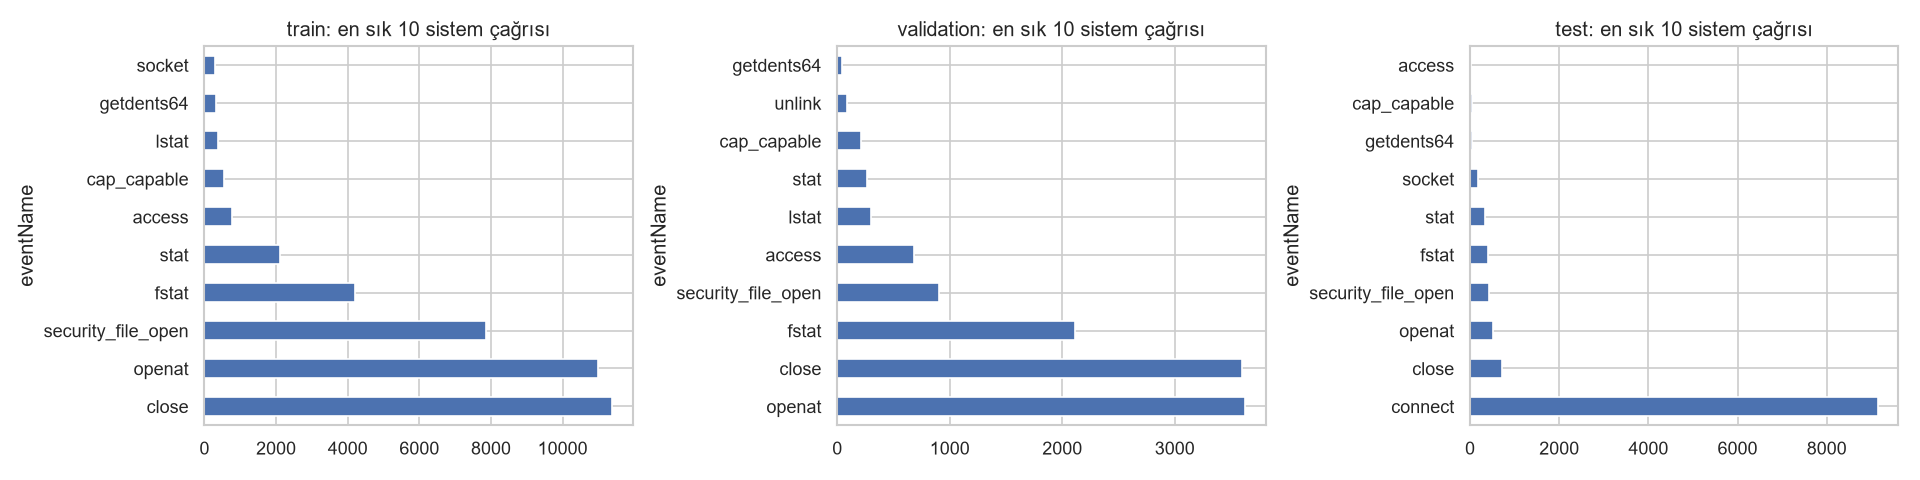 train: en sık 10 sistem çağrısı
eventName
socket
getdents64
lstat
cap_capable
access
stat
fstat
security_file_open
openat
close
0 2000 4000 6000 8000 10000
validation: en sık 10 sistem çağrısı
eventName
getdents64
unlink
cap_capable
stat
lstat
access
security_file_open
fstat
close
openat
0 1000 2000 3000
test: en sık 10 sistem çağrısı
eventName
access
cap_capable
getdents64
socket
stat
fstat
security_file_open
openat
close
connect
0 2000 4000 6000 8000